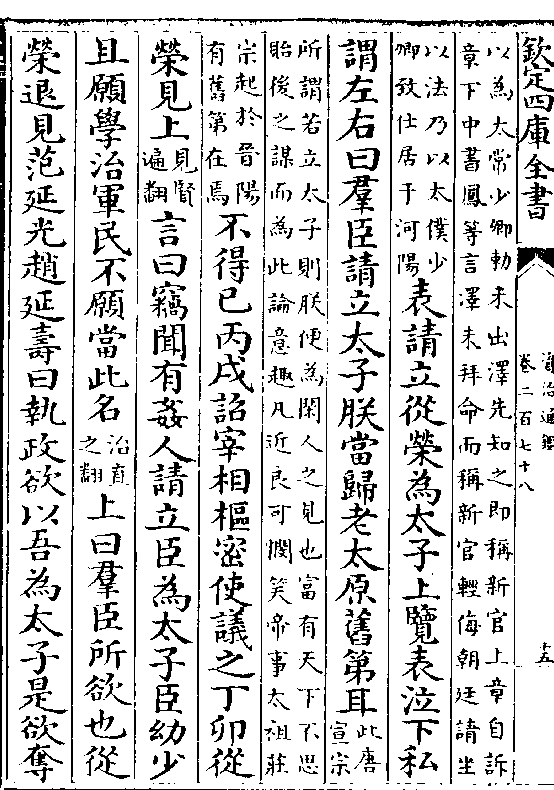 欽定四庫全書
資治通鑑
卷二百七十八
十五
以為太常少卿勅未出澤先知之即稱新官上章自訴
章下中書鳳等言澤未拜命而稱新官輕侮朝廷請坐
以法乃以太僕少
卿致仕居于河陽
表請立從榮為太子上覽表泣下私
謂左右曰羣臣請立太子朕當歸老太原舊第耳
此唐
宣宗
所謂若立太子則朕便為閑人之見也富有天下不思
貽後之謀而為此論意趣凡近良可憫笑帝事太祖莊
宗起於晉陽
有舊第在焉
不得已丙戌詔宰相樞密使議之丁卯從
榮見上
見賢
遍翻
言曰竊聞有姦人請立臣為太子臣幼少
且願學治軍民不願當此名
治直
之翻
上曰羣臣所欲也從
榮退見范延光趙延壽曰執政欲以吾為太子是欲奪